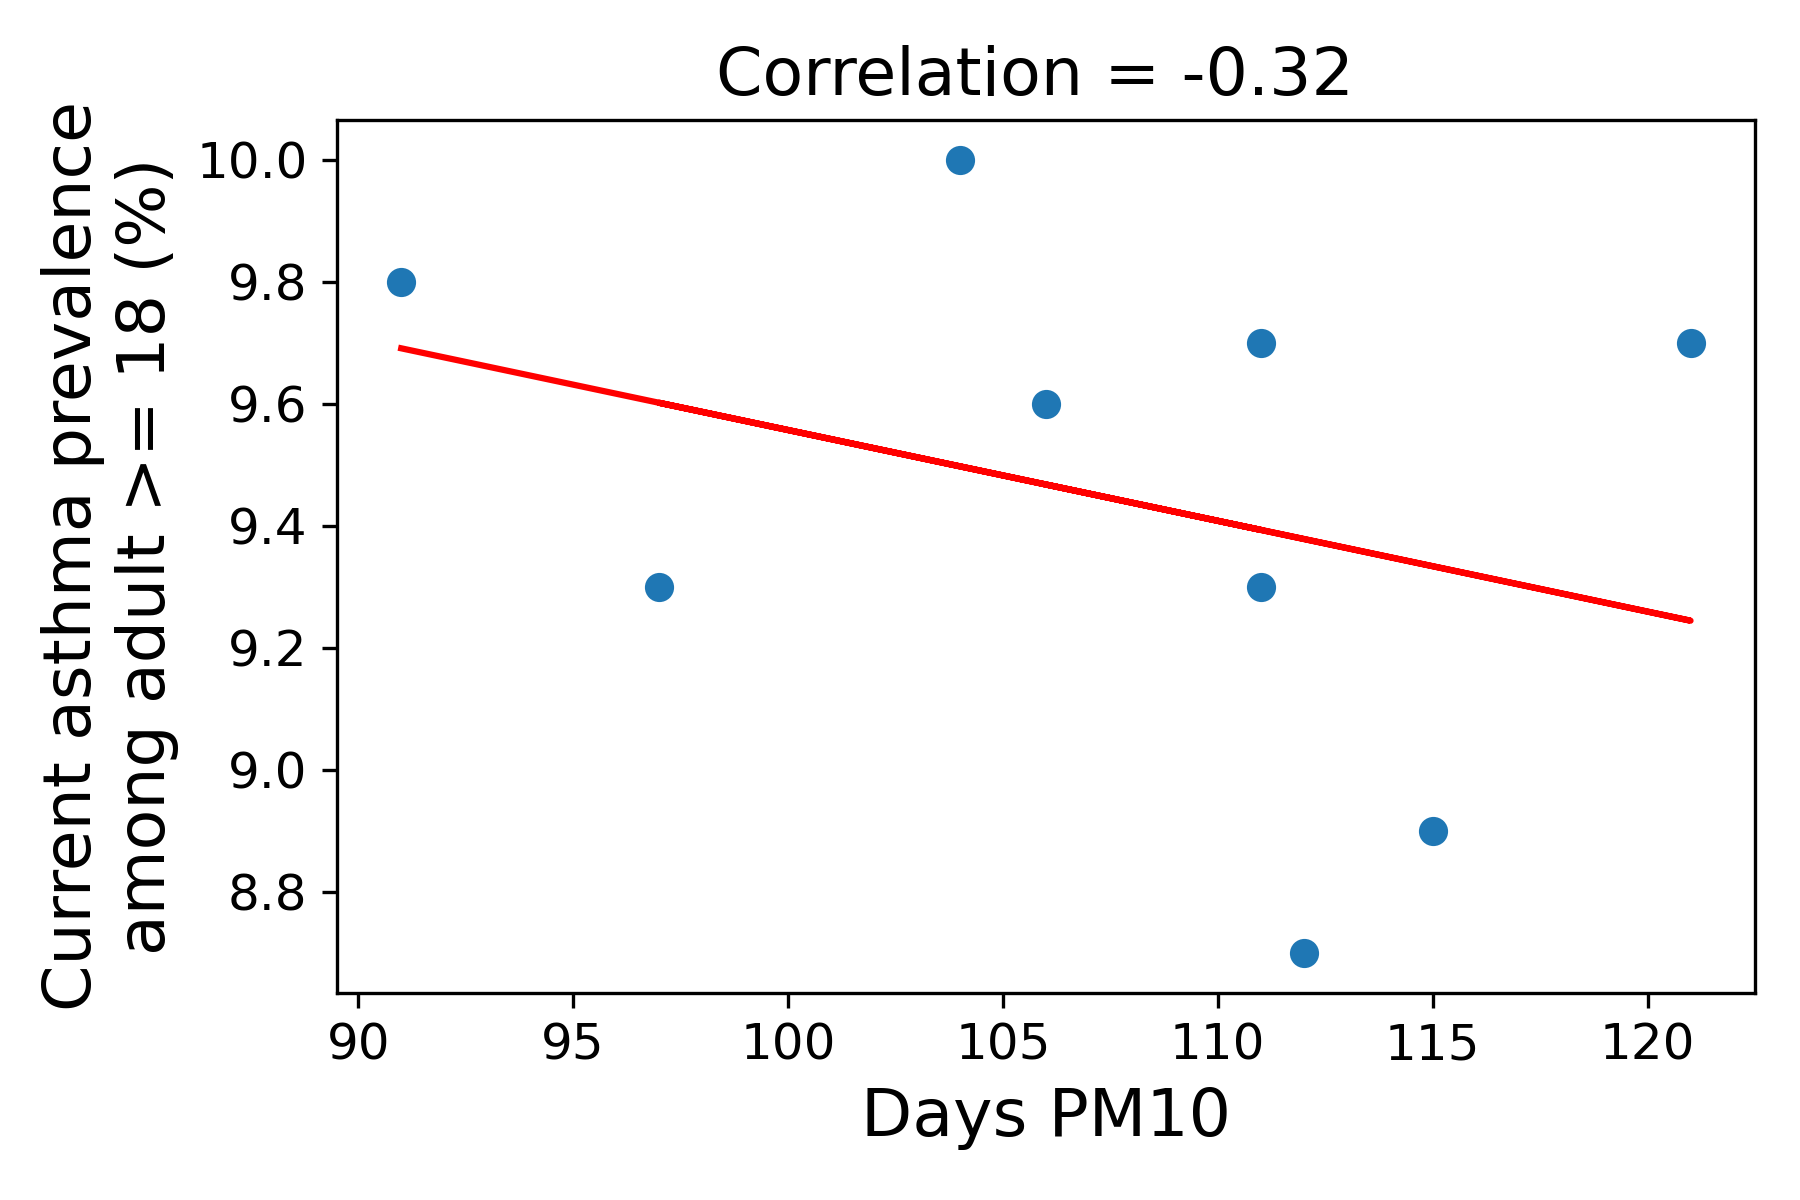 Correlation = -0.32
Current asthma prevalence
among adult >= 18 (%)
10.0
9.8
9.6
9.4
9.2
9.0
8.8
90 95 100 105 110 115 120
Days PM10